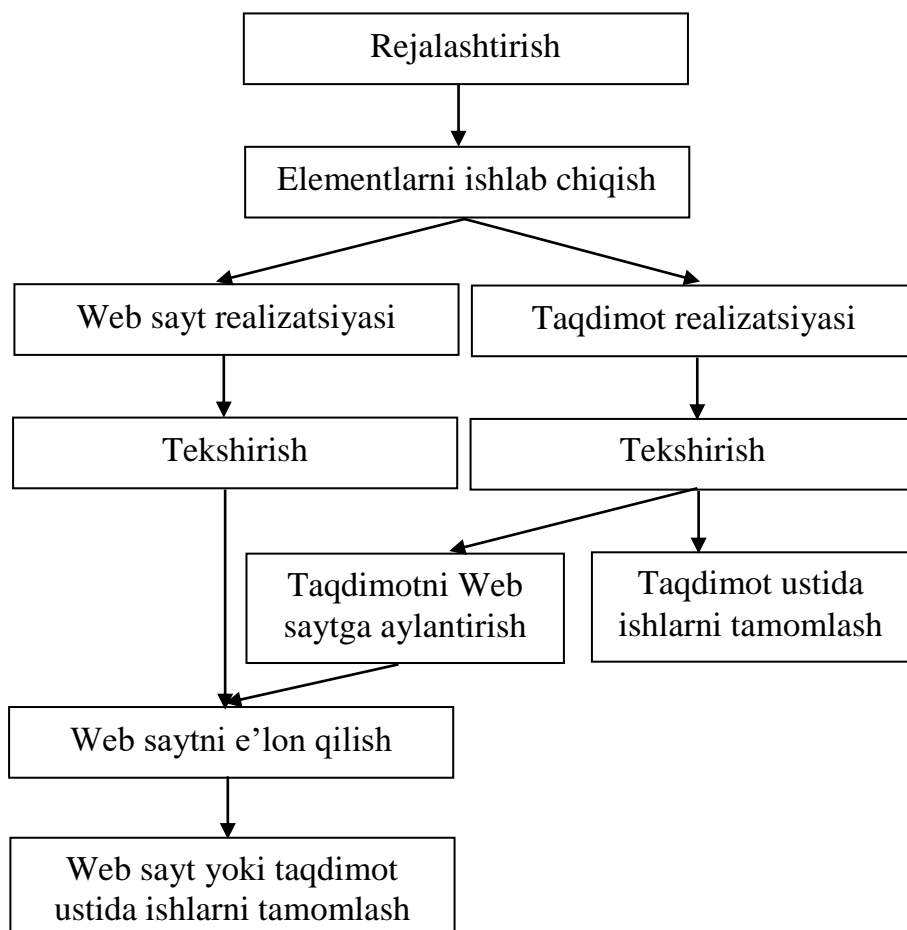 Rejalashtirish
Elementlarni ishlab chiqish
Web sayt realizatsiyasi
Taqdimot realizatsiyasi
Tekshirish
Tekshirish
Taqdimotni Web
saytga aylantirish
Taqdimot ustida
ishlarni tamomlash
Web saytni e’lon qilish
Web sayt yoki taqdimot
ustida ishlarni tamomlash